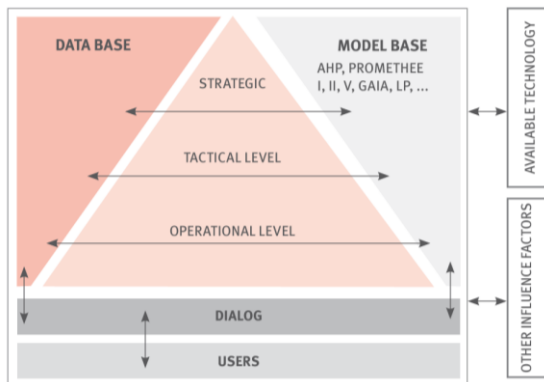 DATA BASE
MODEL BASE
AHP, PROMETHEE
I, II, V, GAIA, LP, ...
STRATEGIC
TACTICAL LEVEL
OPERATIONAL LEVEL
DIALOG
USERS
AVAILABLE TECHNOLOGY
OTHER INFLUENCE FACTORS